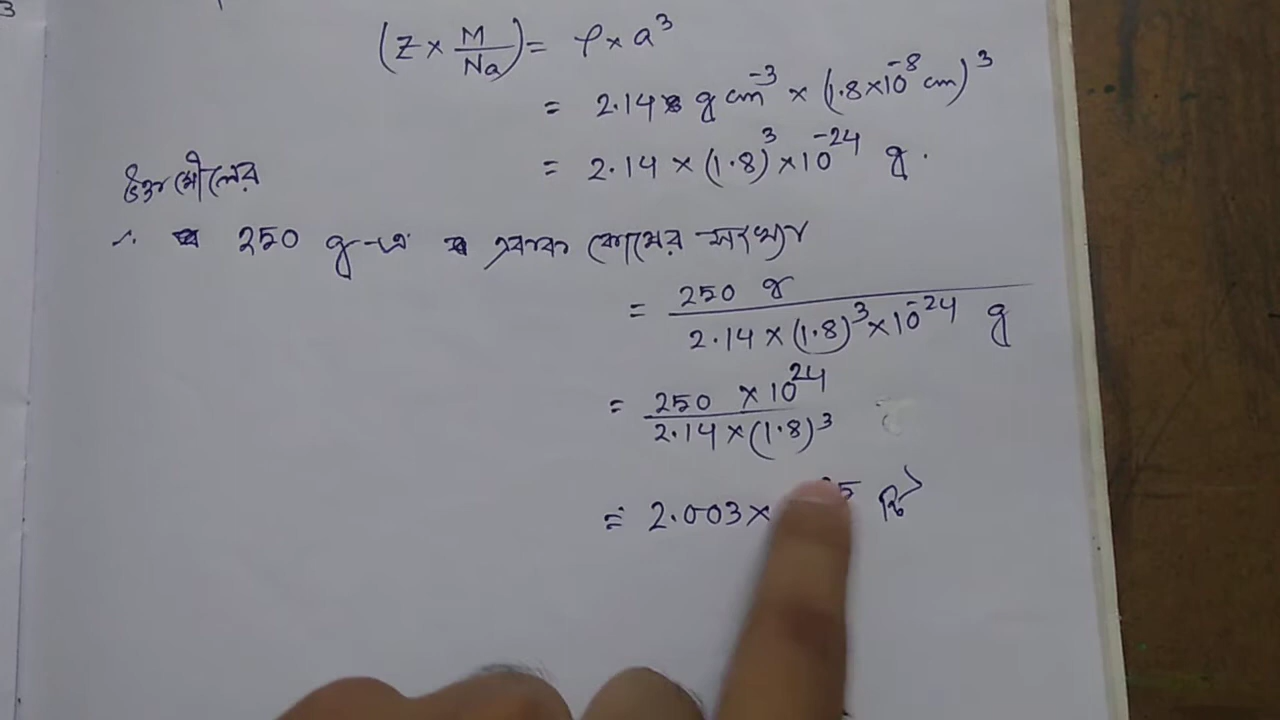 3
(Z × M/Na) = ρ × a³
= 2.14 g cm⁻³ × (1.8×10⁻⁸ cm)³
= 2.14 × (1.8)³ × 10⁻²⁴ g.
উক্ত মৌলের
∴ 250 g-এ একক কোষের সংখ্যা
= 250 g / 2.14 × (1.8)³ × 10⁻²⁴ g
= 250 × 10²⁴ / 2.14 × (1.8)³
= 2.003 × টি